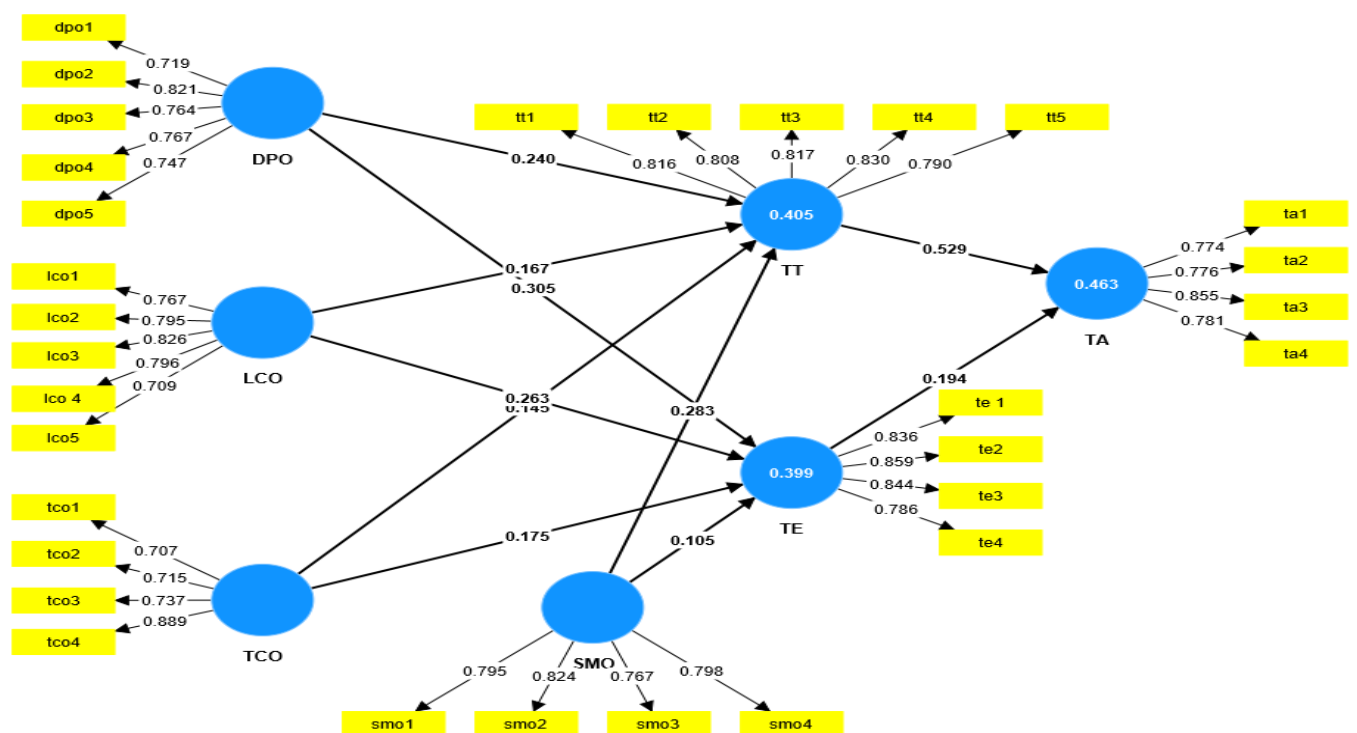 dpo1
dpo2
dpo3
dpo4
dpo5
0.719
0.821
0.764
0.767
0.747
DPO
lco1
lco2
lco3
lco 4
lco5
0.767
0.795
0.826
0.796
0.709
LCO
tco1
tco2
tco3
tco4
0.707
0.715
0.737
0.889
TCO
smo1
smo2
smo3
smo4
0.795
0.824
0.767
0.798
SMO
0.240
0.167
0.305
0.263
0.145
0.283
0.175
0.105
tt1
tt2
tt3
tt4
tt5
0.816
0.808
0.817
0.830
0.790
0.405
TT
0.399
TE
te 1
te2
te3
te4
0.836
0.859
0.844
0.786
0.529
0.194
0.463
TA
ta1
ta2
ta3
ta4
0.774
0.776
0.855
0.781